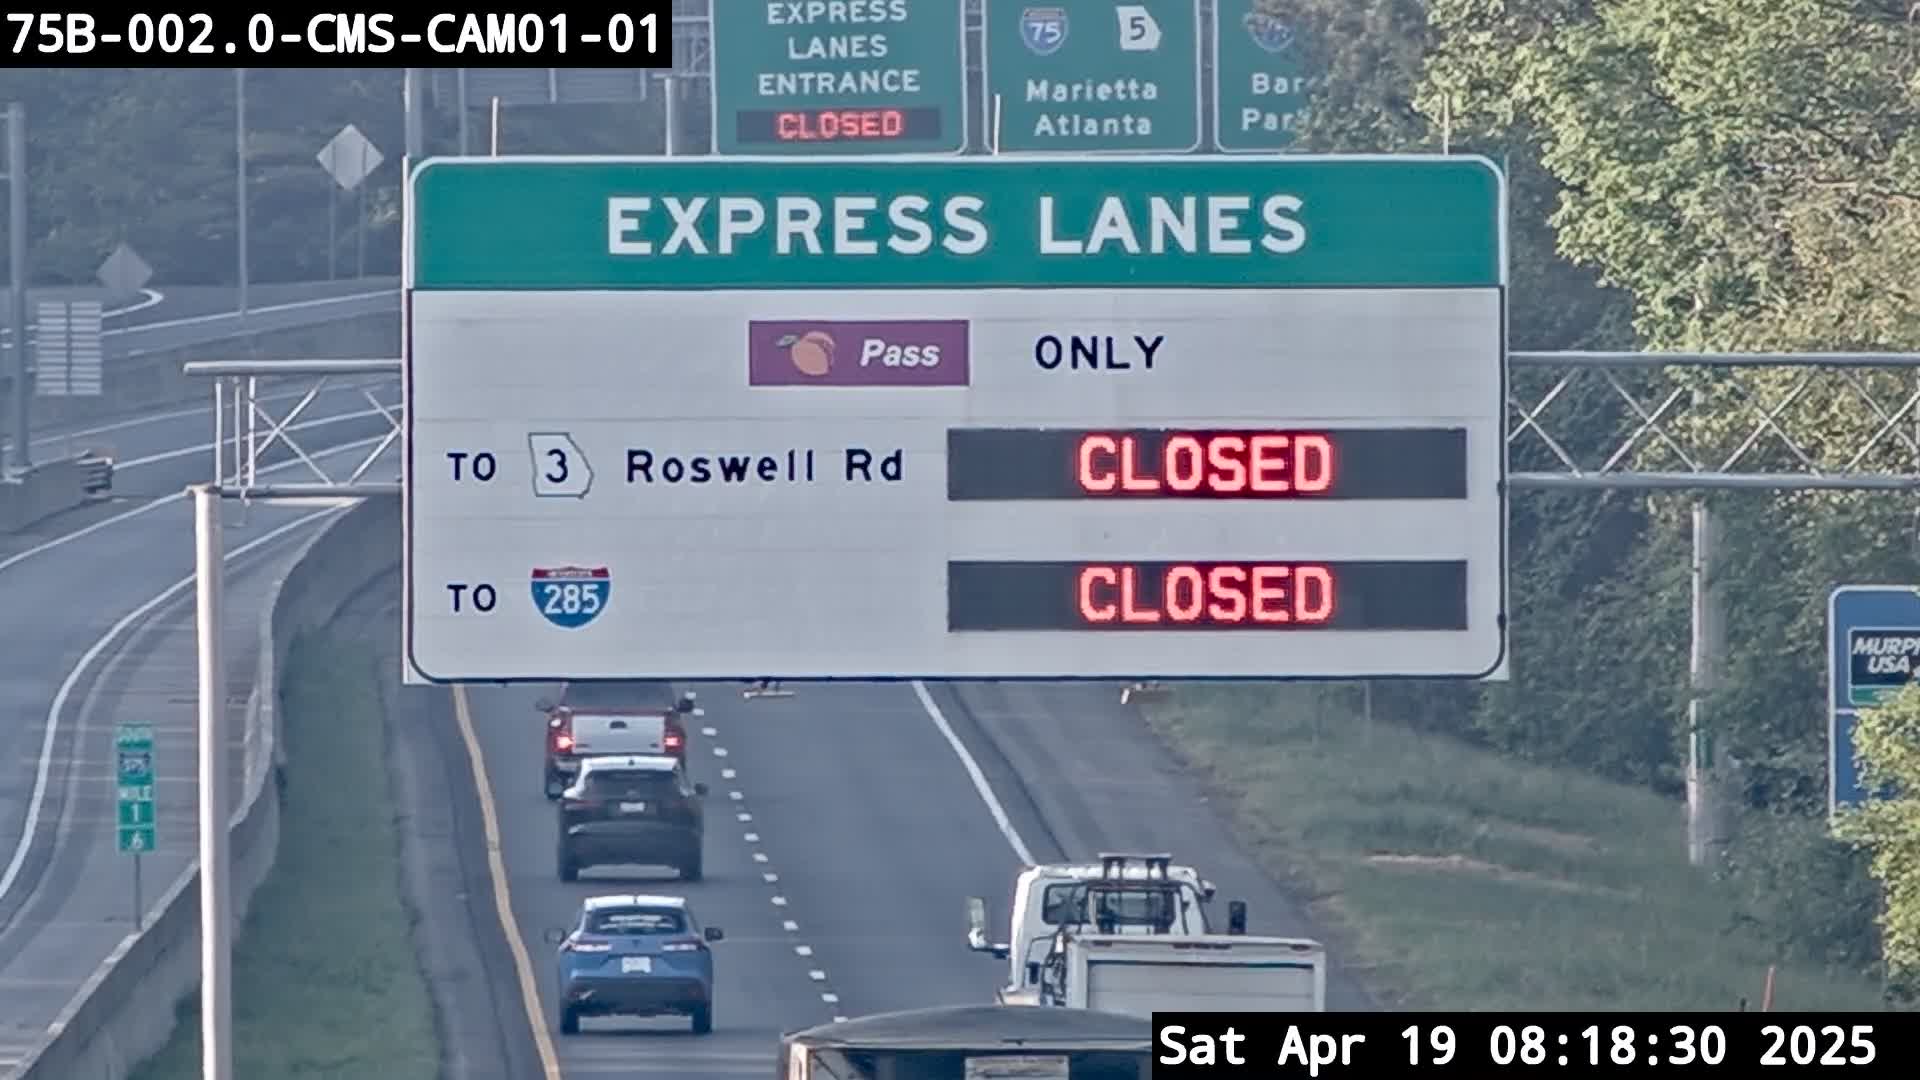 75B-002.0-CMS-CAM01-01
EXPRESS
LANES
ENTRANCE
CLOSED
75 5
Marietta
Atlanta
EXPRESS LANES
Pass ONLY
TO 3 Roswell Rd CLOSED
TO 285 CLOSED
USA
MILE
1
.6
Sat Apr 19 08:18:30 2025